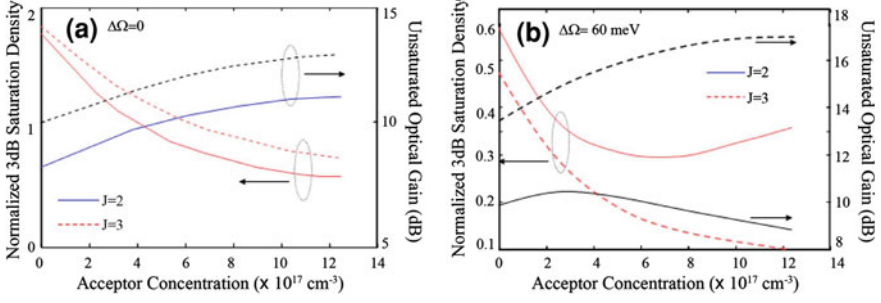 (a) ΔΩ=0
Normalized 3dB Saturation Density
2
1
0
15
10
5
Unsaturated Optical Gain (dB)
J=2
J=3
0 2 4 6 8 10 12 14
Acceptor Concentration (× 10¹⁷ cm⁻³)
(b) ΔΩ= 60 meV
Normalized 3dB Saturation Density
0.6
0.5
0.4
0.3
0.2
0.1
18
16
14
12
10
8
Unsaturated Optical Gain (dB)
J=2
J=3
0 2 4 6 8 10 12 14
Acceptor Concentration (× 10¹⁷ cm⁻³)